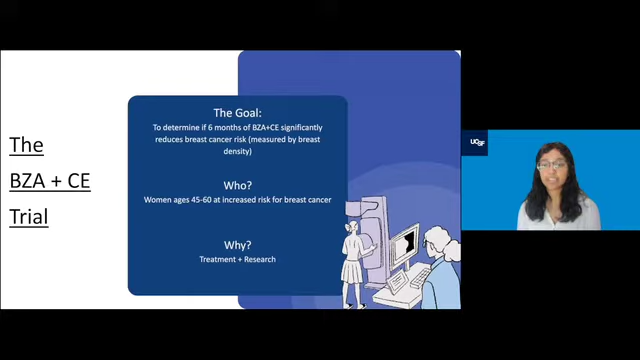 The
BZA + CE
Trial
The Goal:
To determine if 6 months of BZA+CE significantly
reduces breast cancer risk (measured by breast
density)
Who?
Women ages 45-60 at increased risk for breast cancer
Why?
Treatment + Research
UCSF